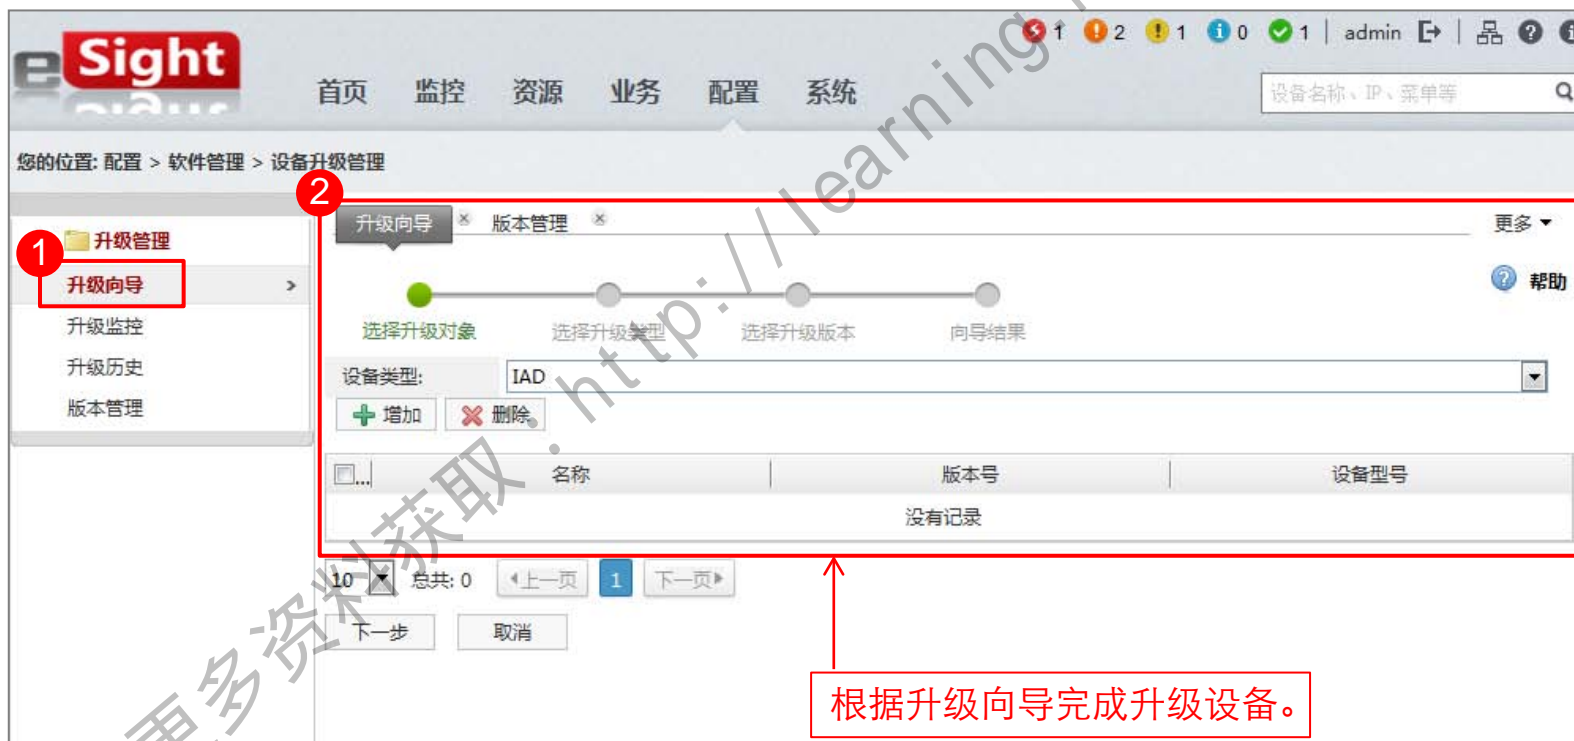 eSight
1 2 1 0 1 | admin
首页 监控 资源 业务 配置 系统
设备名称、IP、菜单等
您的位置: 配置 > 软件管理 > 设备升级管理
2
升级向导 版本管理 更多
1
升级管理
升级向导 >
升级监控
升级历史
版本管理
帮助
选择升级对象 选择升级类型 选择升级版本 向导结果
设备类型: IAD
增加 删除
... 名称 版本号 设备型号
没有记录
10 总共: 0 上一页 1 下一页
下一步 取消
根据升级向导完成升级设备。
更多资料获取:http://learning.